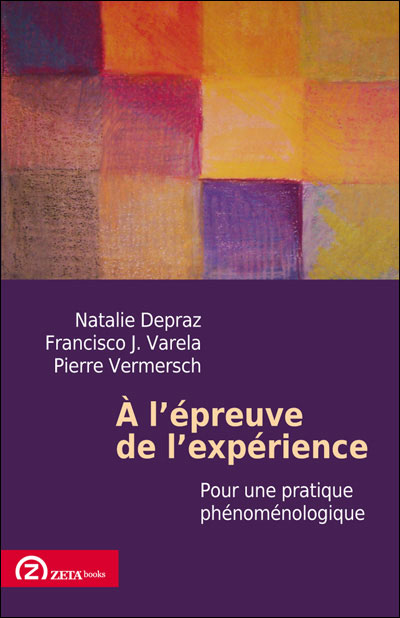 Natalie Depraz
Francisco J. Varela
Pierre Vermersch
À l’épreuve
de l’expérience
Pour une pratique
phénoménologique
Z ZETA books